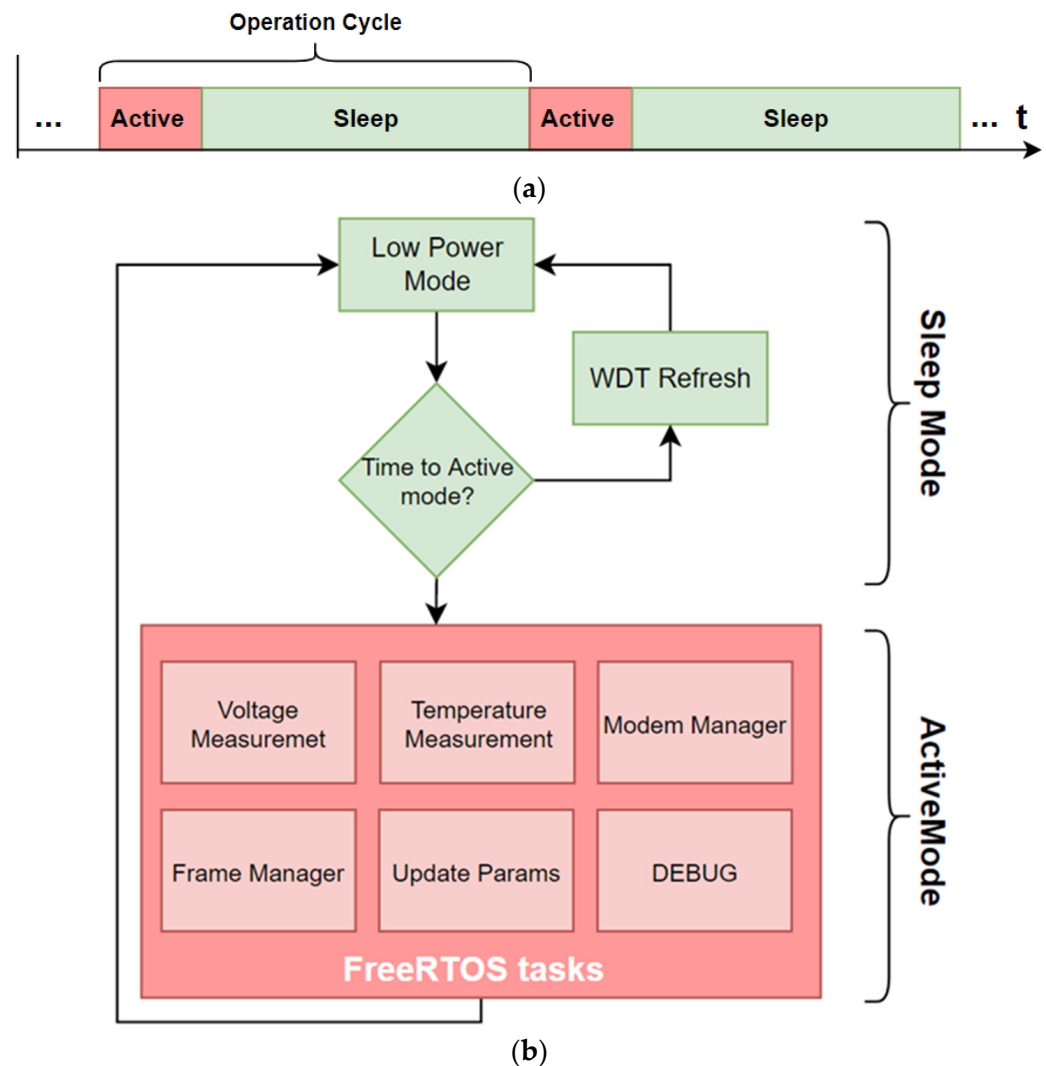 Operation Cycle
... Active Sleep Active Sleep ... t
(a)
Low Power
Mode
WDT Refresh
Time to Active
mode?
Sleep Mode
Voltage
Measuremet
Temperature
Measurement
Modem Manager
Frame Manager
Update Params
DEBUG
FreeRTOS tasks
ActiveMode
(b)